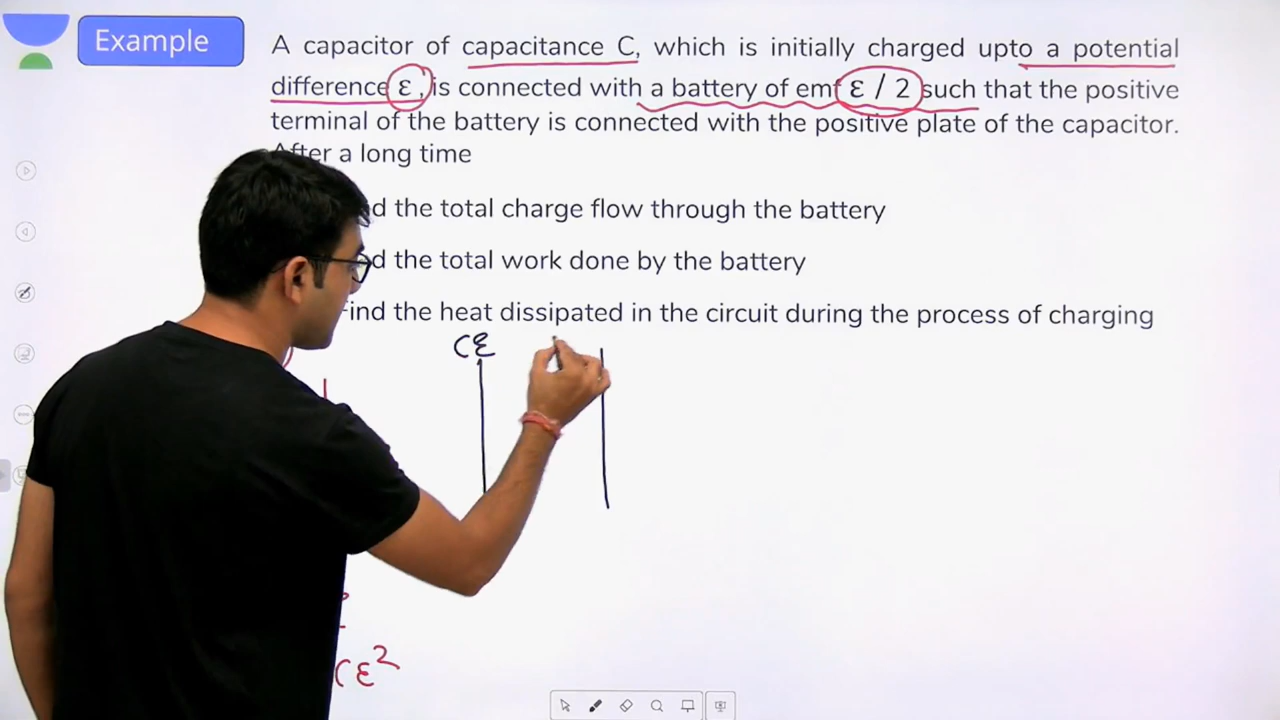 Example
A capacitor of capacitance C, which is initially charged upto a potential
difference ε, is connected with a battery of emf ε / 2 such that the positive
terminal of the battery is connected with the positive plate of the capacitor.
After a long time
d the total charge flow through the battery
d the total work done by the battery
ind the heat dissipated in the circuit during the process of charging
Cε
Cε²